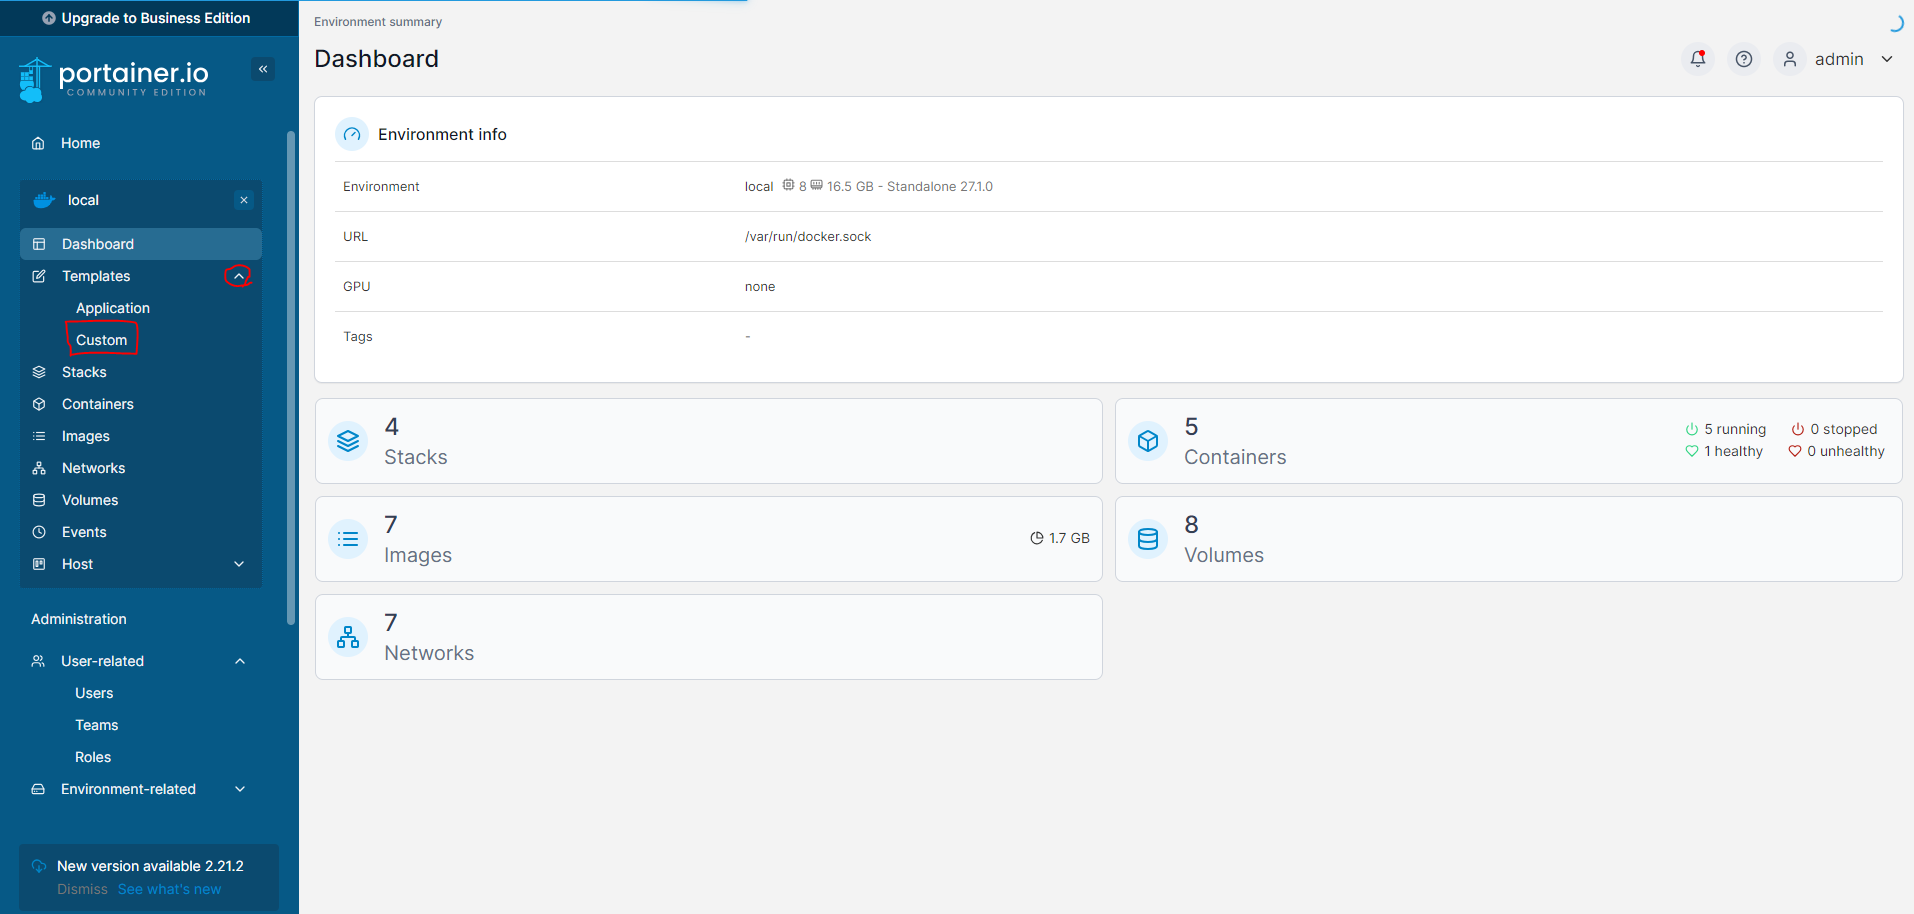 Upgrade to Business Edition
portainer.io
COMMUNITY EDITION
Home
local
Dashboard
Templates
Application
Custom
Stacks
Containers
Images
Networks
Volumes
Events
Host
Administration
User-related
Users
Teams
Roles
Environment-related
New version available 2.21.2
Dismiss See what's new
Environment summary
Dashboard
admin
Environment info
Environment local 8 16.5 GB - Standalone 27.1.0
URL /var/run/docker.sock
GPU none
Tags -
4
Stacks
5
Containers
5 running 0 stopped
1 healthy 0 unhealthy
7
Images
1.7 GB
8
Volumes
7
Networks